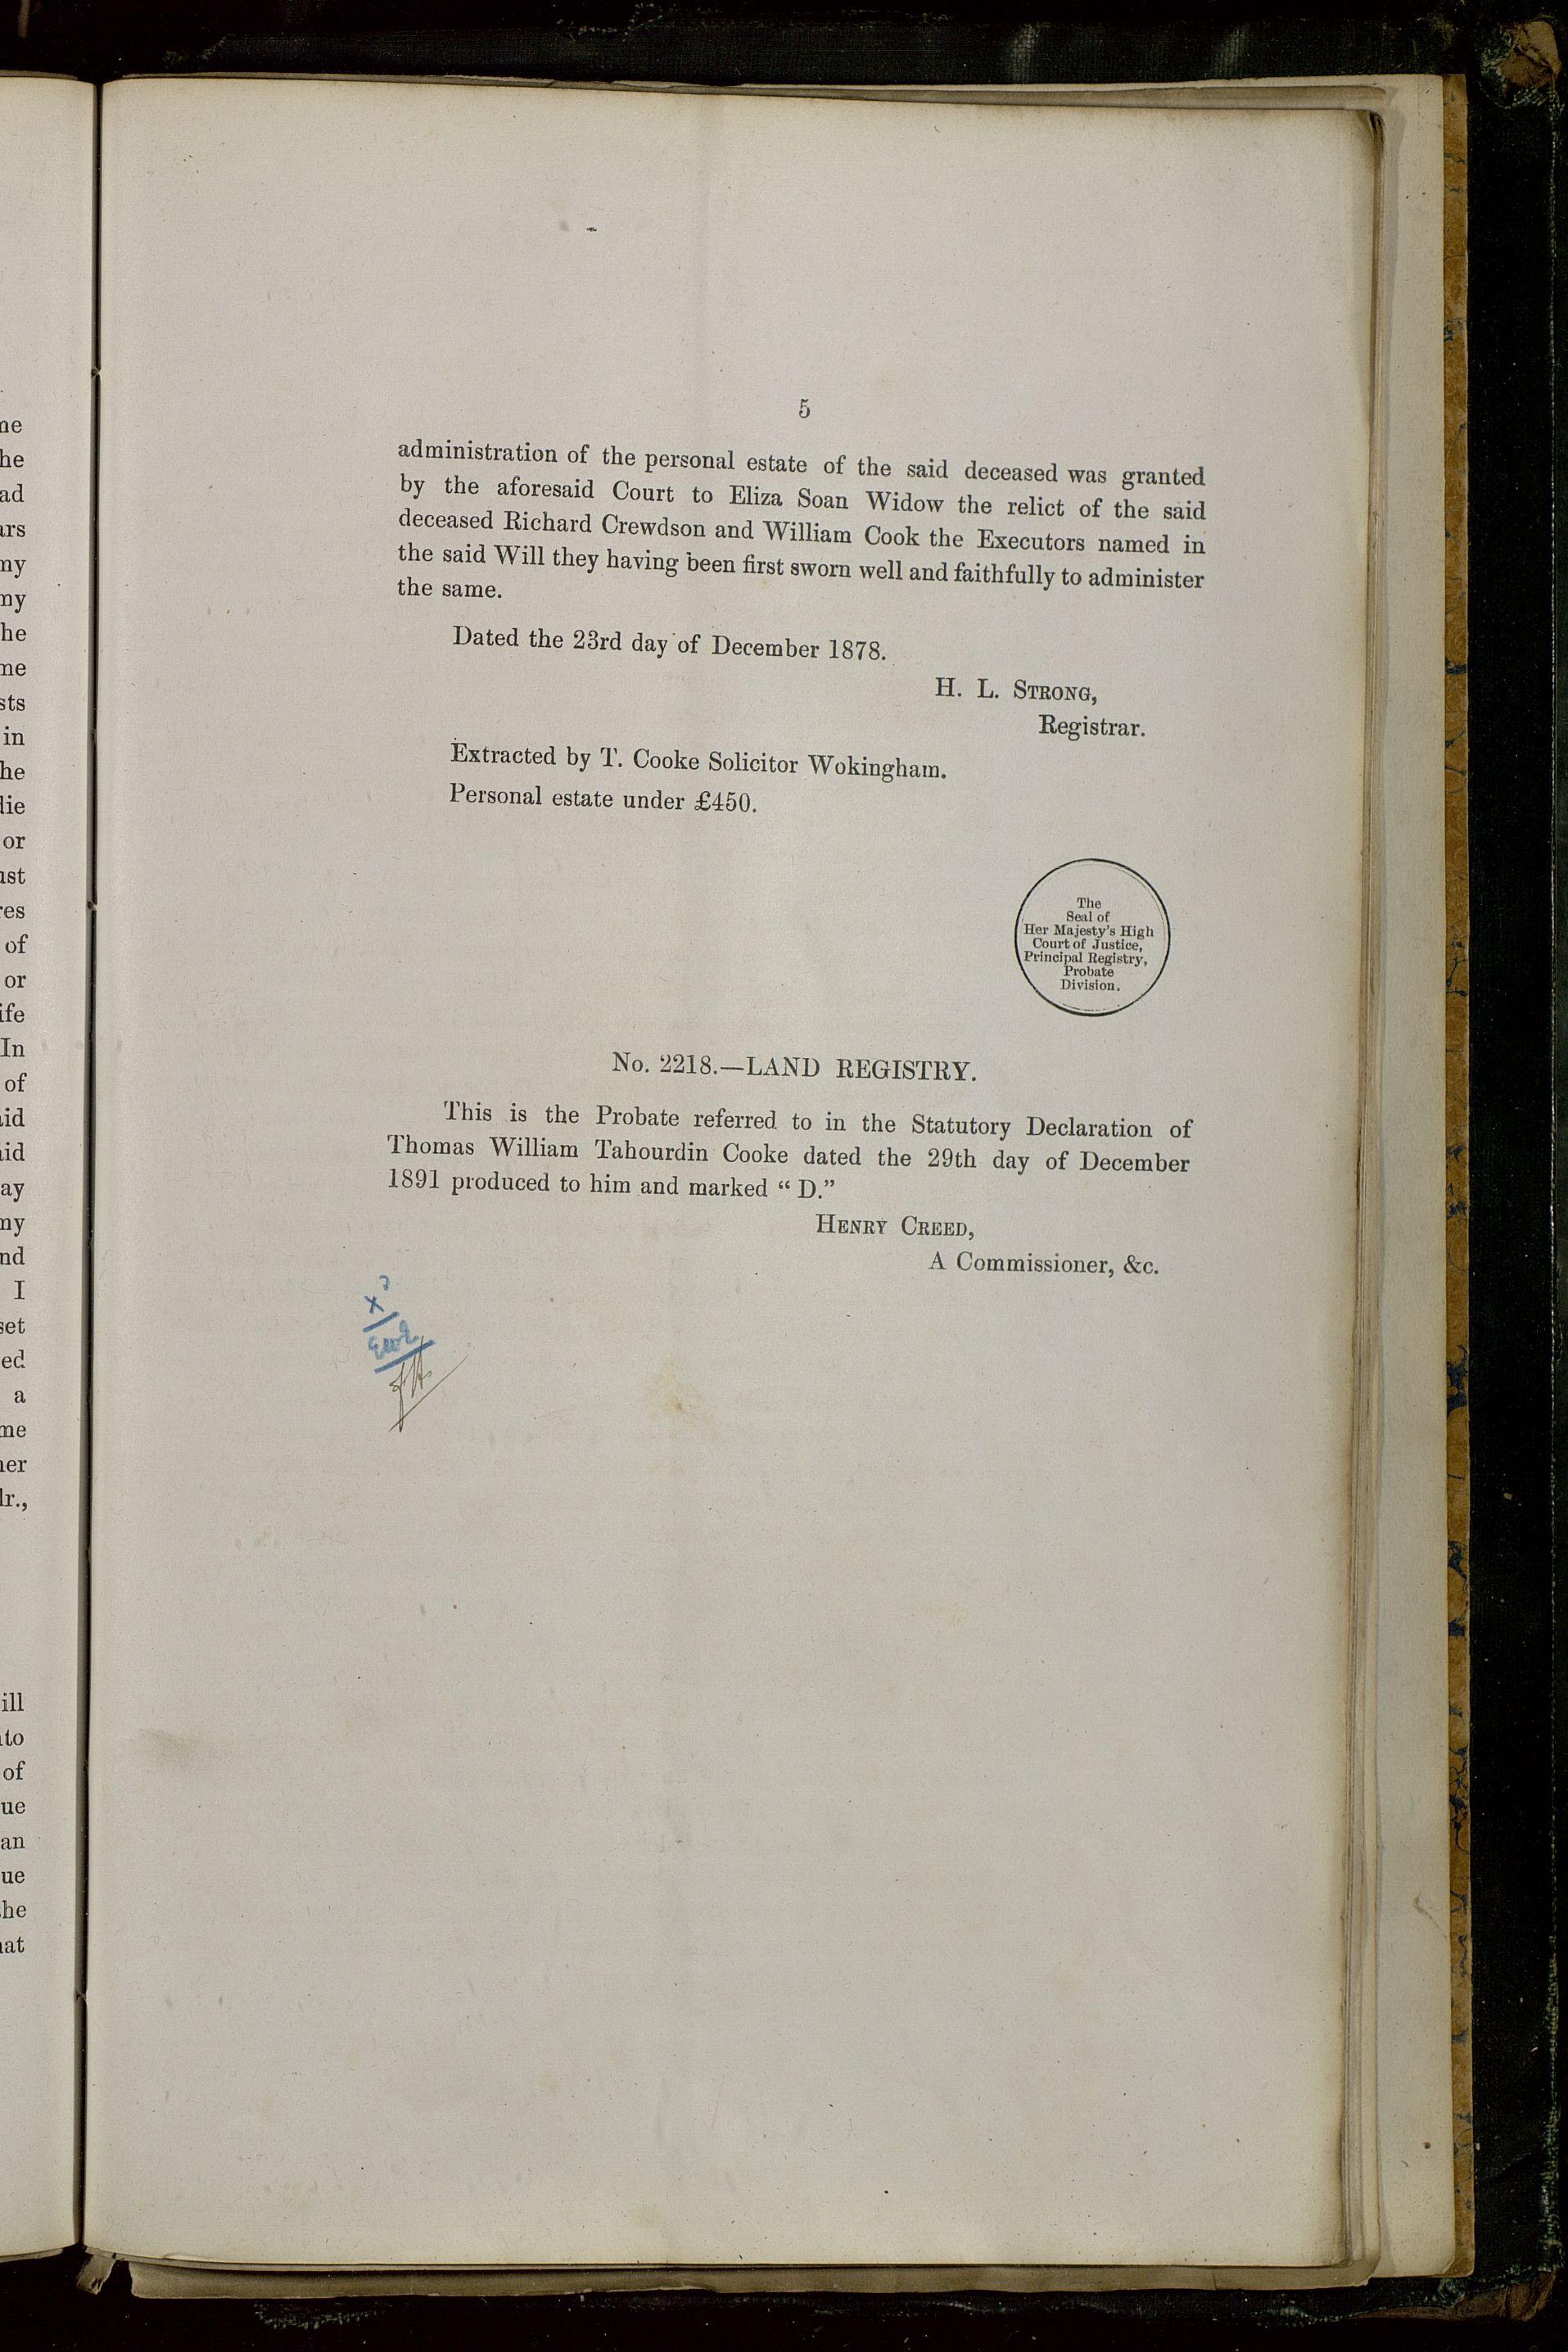 5
administration of the personal estate of the said deceased was granted
by the aforesaid Court to Eliza Soan Widow the relict of the said
deceased Richard Crewdson and William Cook the Executors named in
the said Will they having been first sworn well and faithfully to administer
the same.
Dated the 23rd day of December 1878.
H. L. STRONG,
Registrar.
Extracted by T. Cooke Solicitor Wokingham.
Personal estate under £450.
The
Seal of
Her Majesty's High
Court of Justice,
Principal Registry,
Probate
Division.
No. 2218.—LAND REGISTRY.
This is the Probate referred to in the Statutory Declaration of
Thomas William Tahourdin Cooke dated the 29th day of December
1891 produced to him and marked “ D.”
HENRY CREED,
A Commissioner, &c.